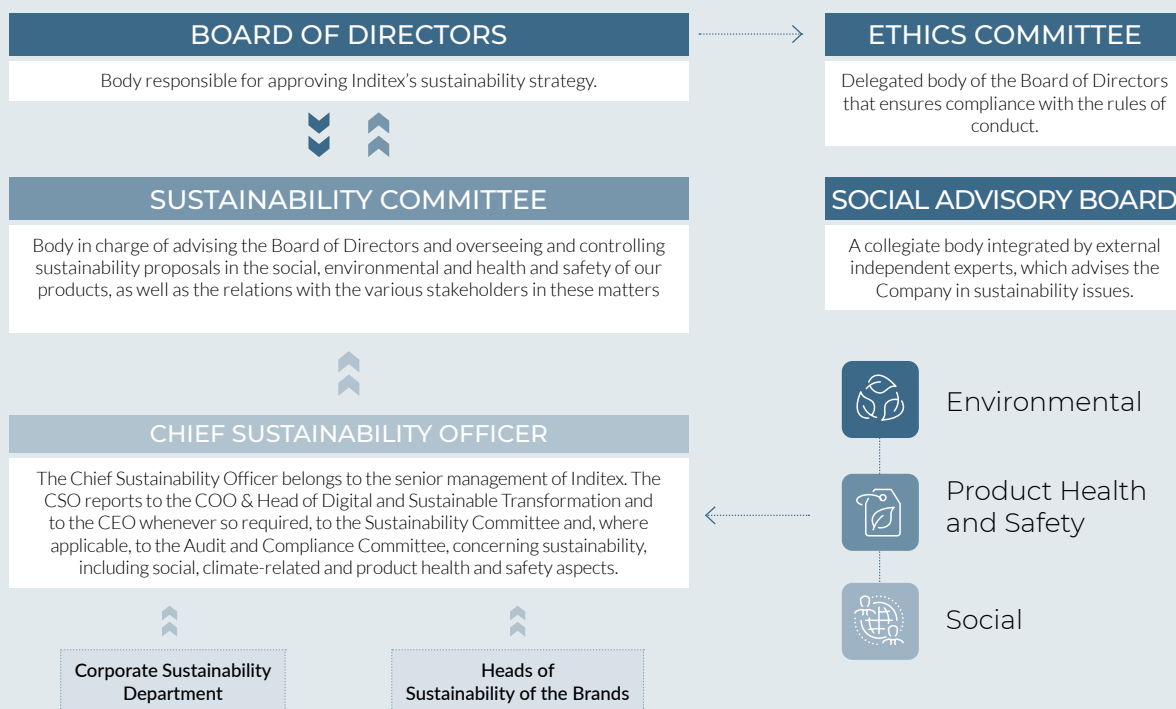 BOARD OF DIRECTORS
Body responsible for approving Inditex's sustainability strategy.
ETHICS COMMITTEE
Delegated body of the Board of Directors
that ensures compliance with the rules of
conduct.
SUSTAINABILITY COMMITTEE
Body in charge of advising the Board of Directors and overseeing and controlling
sustainability proposals in the social, environmental and health and safety of our
products, as well as the relations with the various stakeholders in these matters
SOCIAL ADVISORY BOARD
A collegiate body integrated by external
independent experts, which advises the
Company in sustainability issues.
CHIEF SUSTAINABILITY OFFICER
The Chief Sustainability Officer belongs to the senior management of Inditex. The
CSO reports to the COO & Head of Digital and Sustainable Transformation and
to the CEO whenever so required, to the Sustainability Committee and, where
applicable, to the Audit and Compliance Committee, concerning sustainability,
including social, climate-related and product health and safety aspects.
Environmental
Product Health
and Safety
Social
Corporate Sustainability
Department
Heads of
Sustainability of the Brands